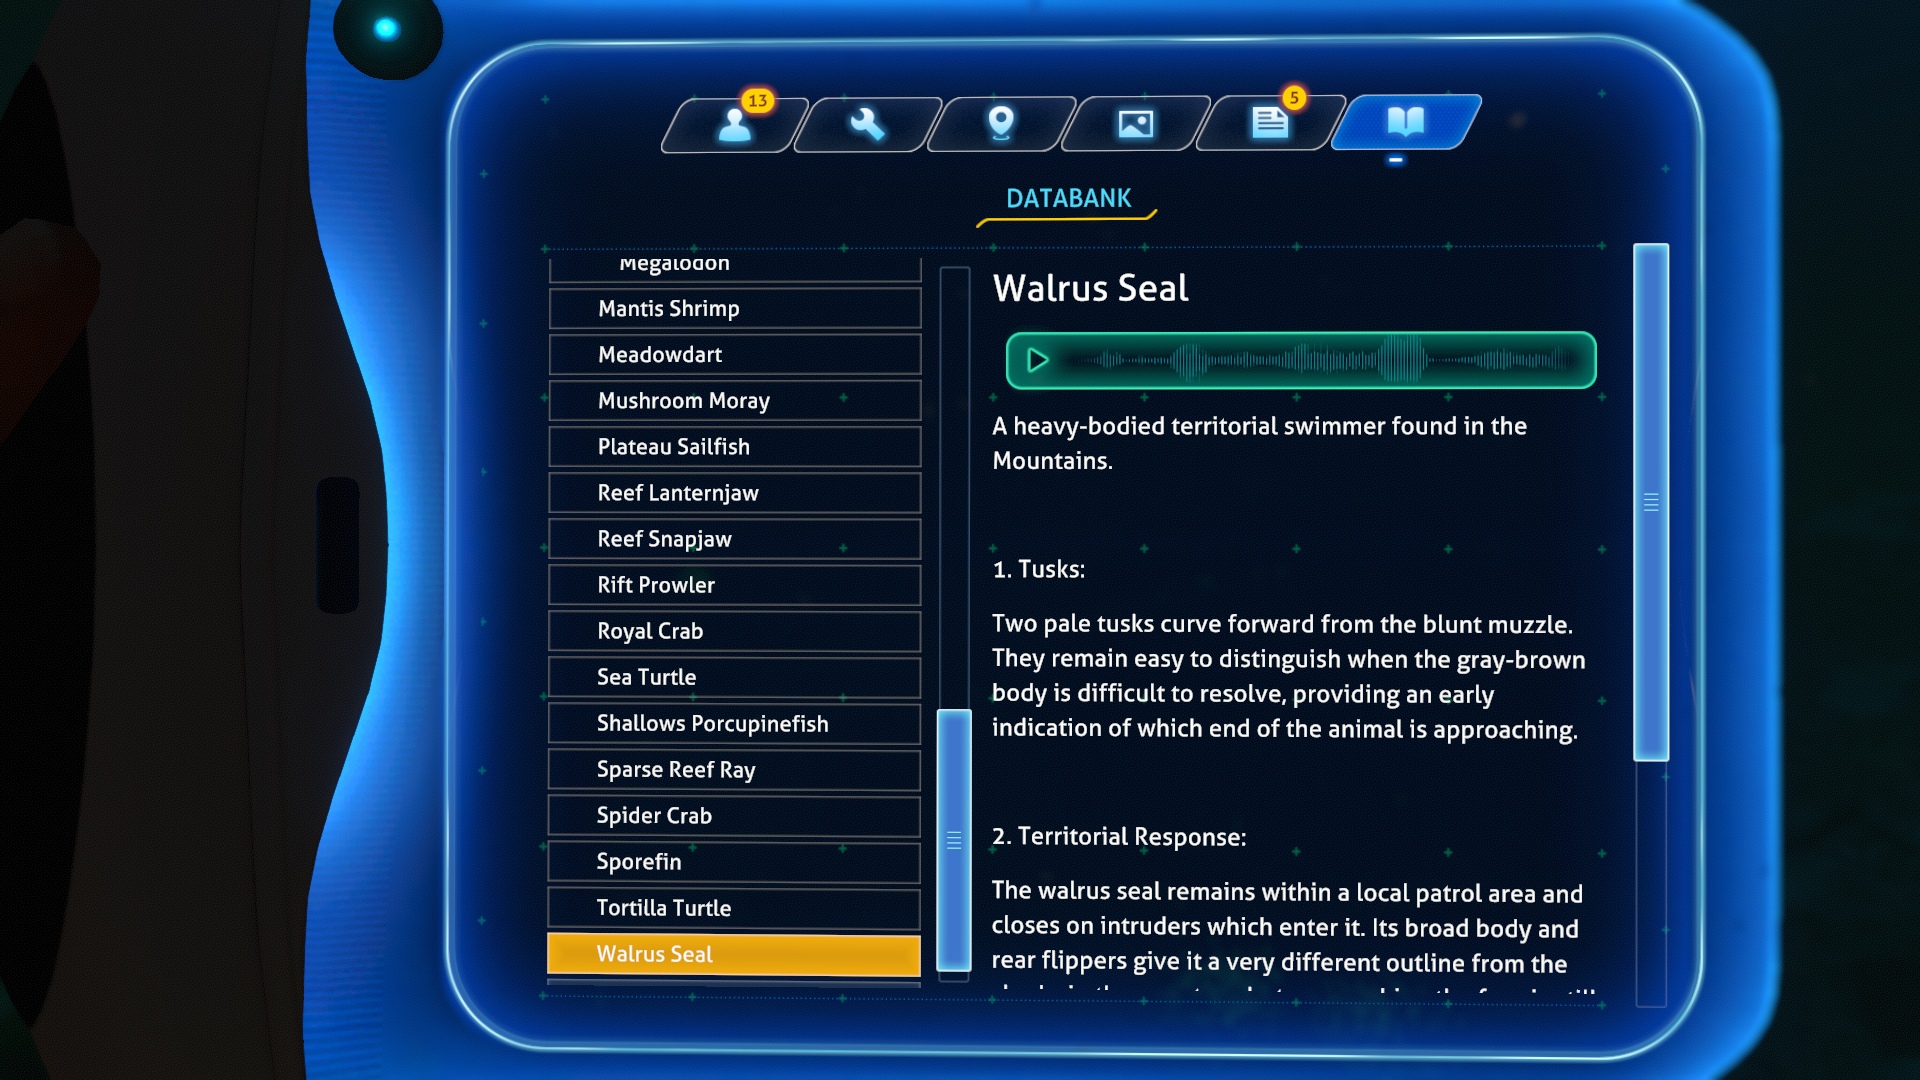 13
5
DATABANK
Megalodon
Mantis Shrimp
Meadowdart
Mushroom Moray
Plateau Sailfish
Reef Lanternjaw
Reef Snapjaw
Rift Prowler
Royal Crab
Sea Turtle
Shallows Porcupinefish
Sparse Reef Ray
Spider Crab
Sporefin
Tortilla Turtle
Walrus Seal
Walrus Seal
A heavy-bodied territorial swimmer found in the
Mountains.
1. Tusks:
Two pale tusks curve forward from the blunt muzzle.
They remain easy to distinguish when the gray-brown
body is difficult to resolve, providing an early
indication of which end of the animal is approaching.
2. Territorial Response:
The walrus seal remains within a local patrol area and
closes on intruders which enter it. Its broad body and
rear flippers give it a very different outline from the